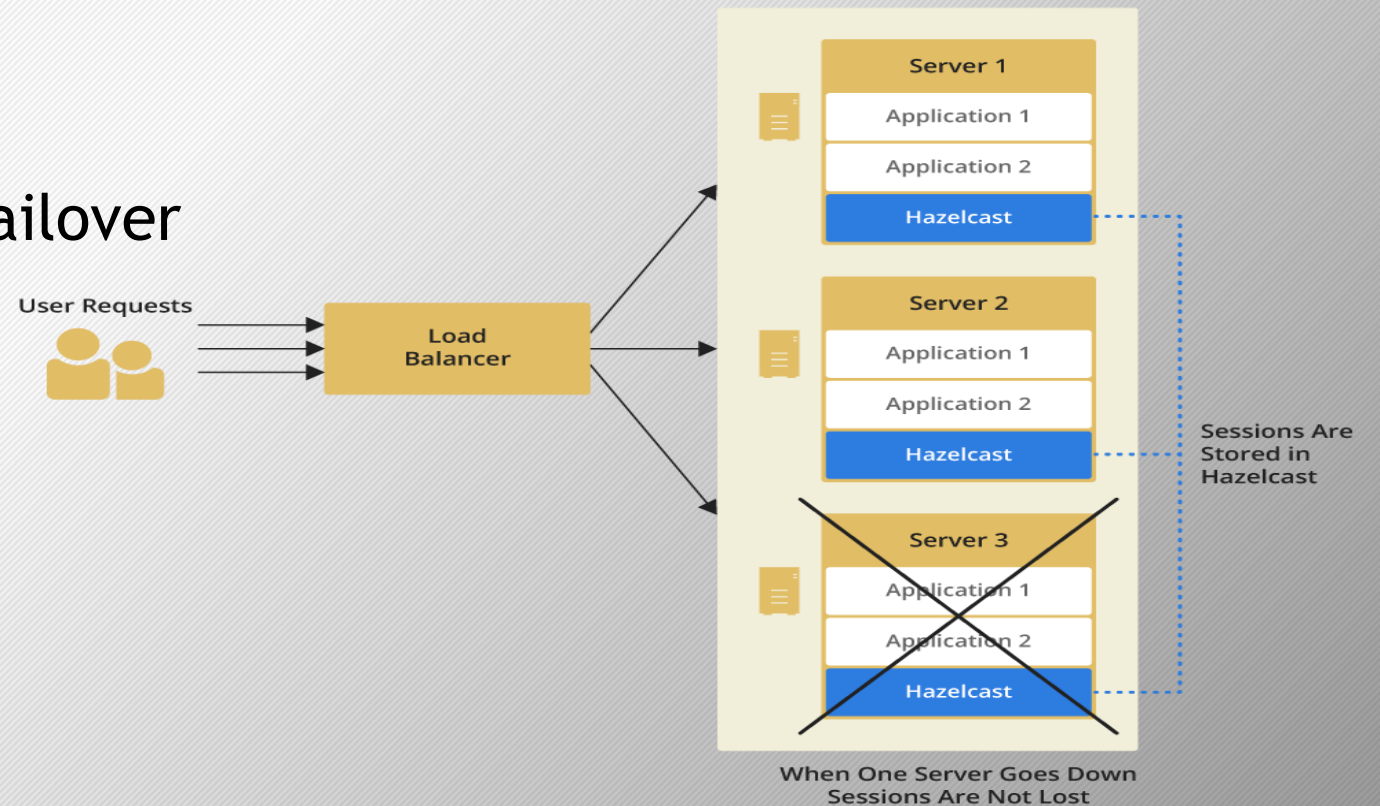 ailover
User Requests
Load
Balancer
Server 1
Application 1
Application 2
Hazelcast
Server 2
Application 1
Application 2
Hazelcast
Server 3
Application 1
Application 2
Hazelcast
Sessions Are
Stored in
Hazelcast
When One Server Goes Down
Sessions Are Not Lost